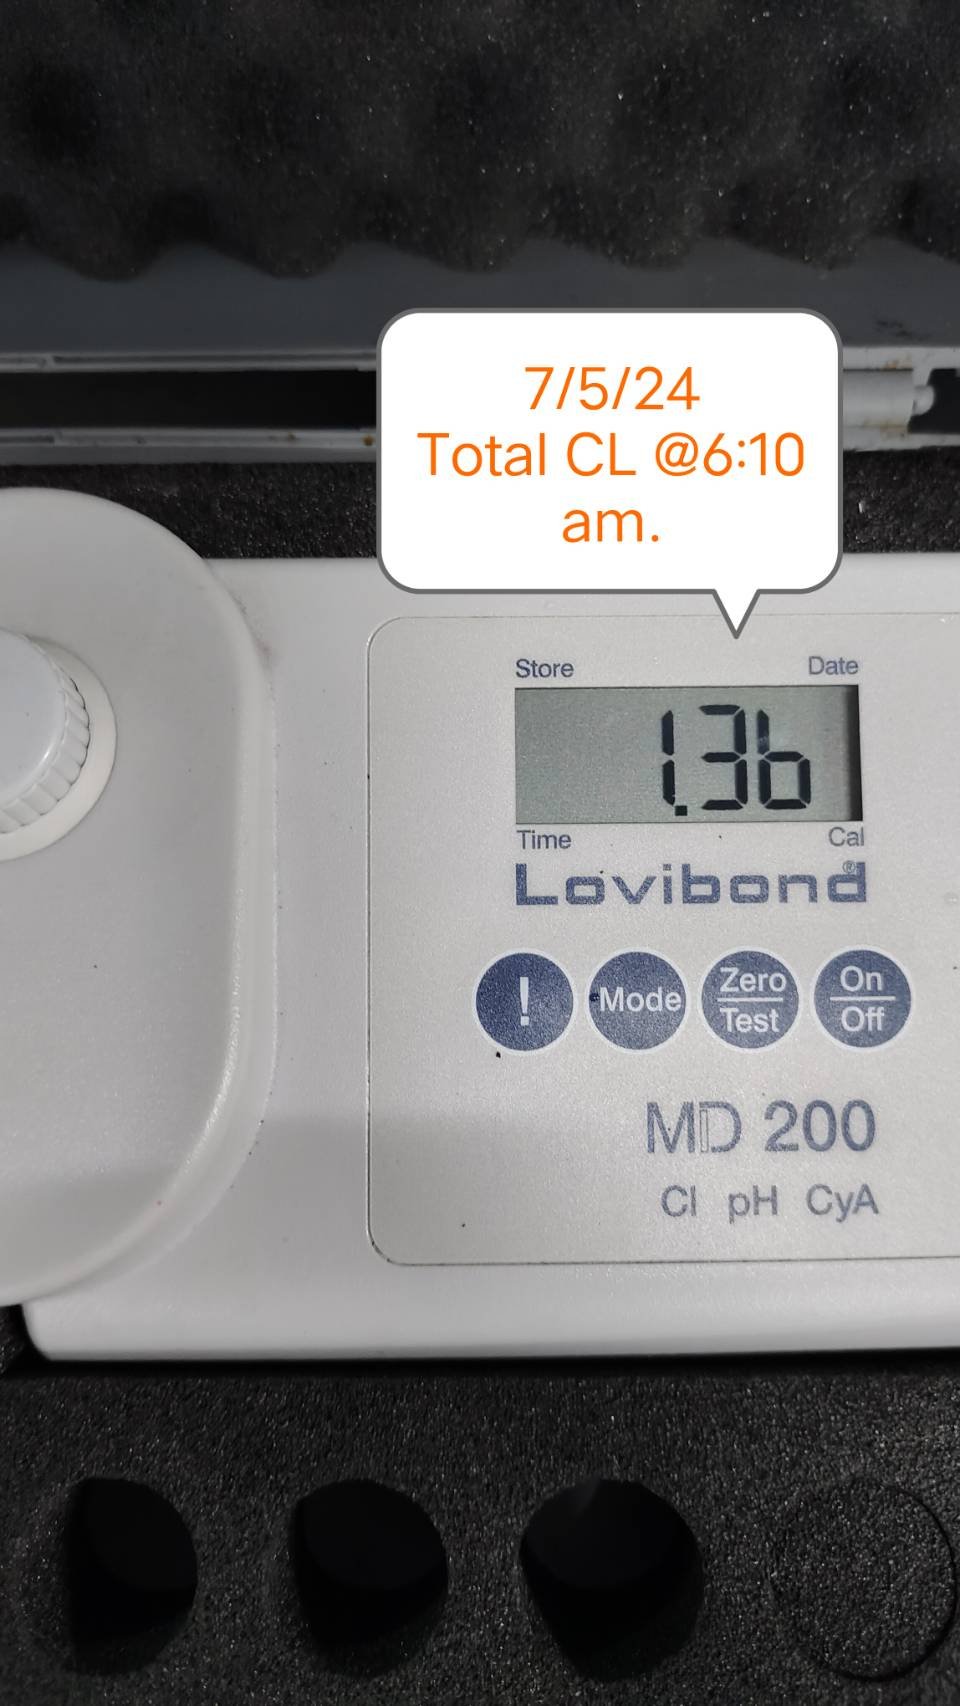 7/5/24
Total CL @6:10
am.
Store Date
1.36
Time Cal
Lovibond®
! Mode Zero On
Test Off
MD 200
Cl pH CyA